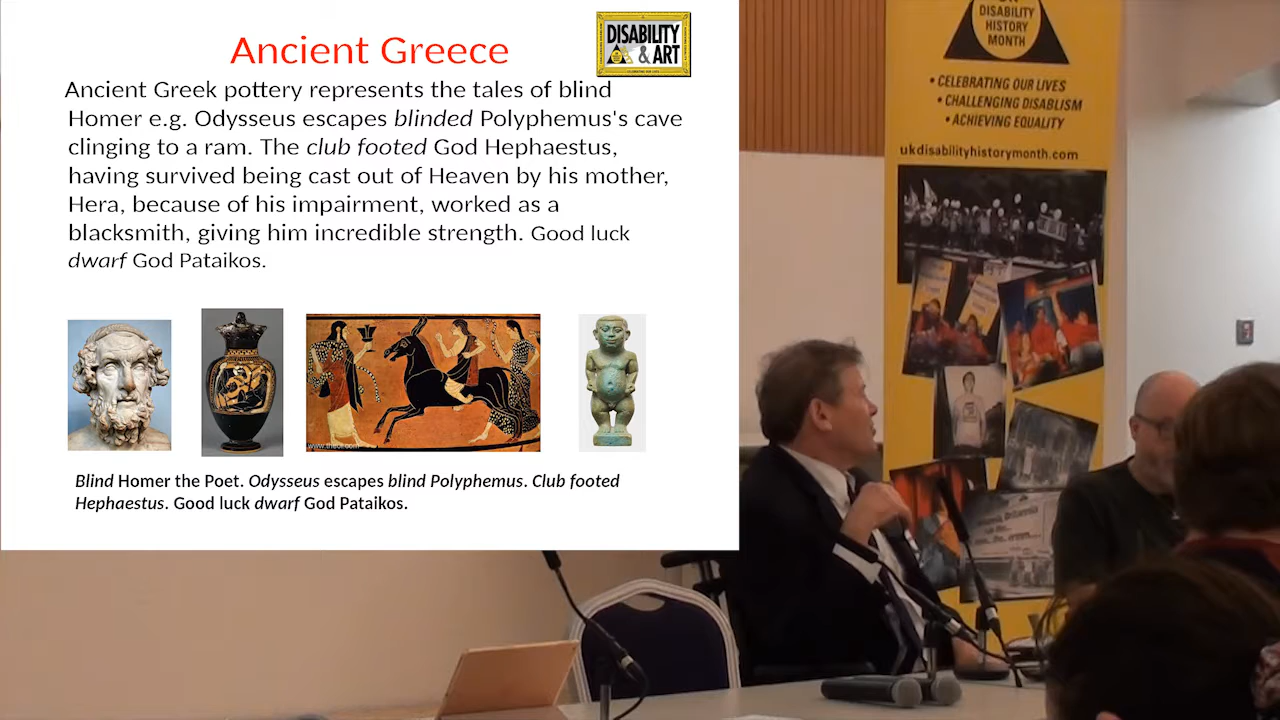 Ancient Greece
DISABILITY
& ART
Ancient Greek pottery represents the tales of blind
Homer e.g. Odysseus escapes blinded Polyphemus's cave
clinging to a ram. The club footed God Hephaestus,
having survived being cast out of Heaven by his mother,
Hera, because of his impairment, worked as a
blacksmith, giving him incredible strength. Good luck
dwarf God Pataikos.
Blind Homer the Poet. Odysseus escapes blind Polyphemus. Club footed
Hephaestus. Good luck dwarf God Pataikos.
DISABILITY
HISTORY
MONTH
• CELEBRATING OUR LIVES
• CHALLENGING DISABLISM
• ACHIEVING EQUALITY
ukdisabilityhistorymonth.com